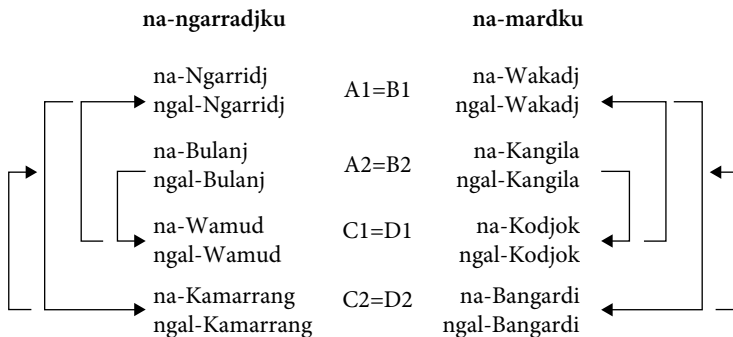 na-ngarradjku na-mardku
na-Ngarridj A1=B1 na-Wakadj
ngal-Ngarridj ngal-Wakadj
na-Bulanj A2=B2 na-Kangila
ngal-Bulanj ngal-Kangila
na-Wamud C1=D1 na-Kodjok
ngal-Wamud ngal-Kodjok
na-Kamarrang C2=D2 na-Bangardi
ngal-Kamarrang ngal-Bangardi